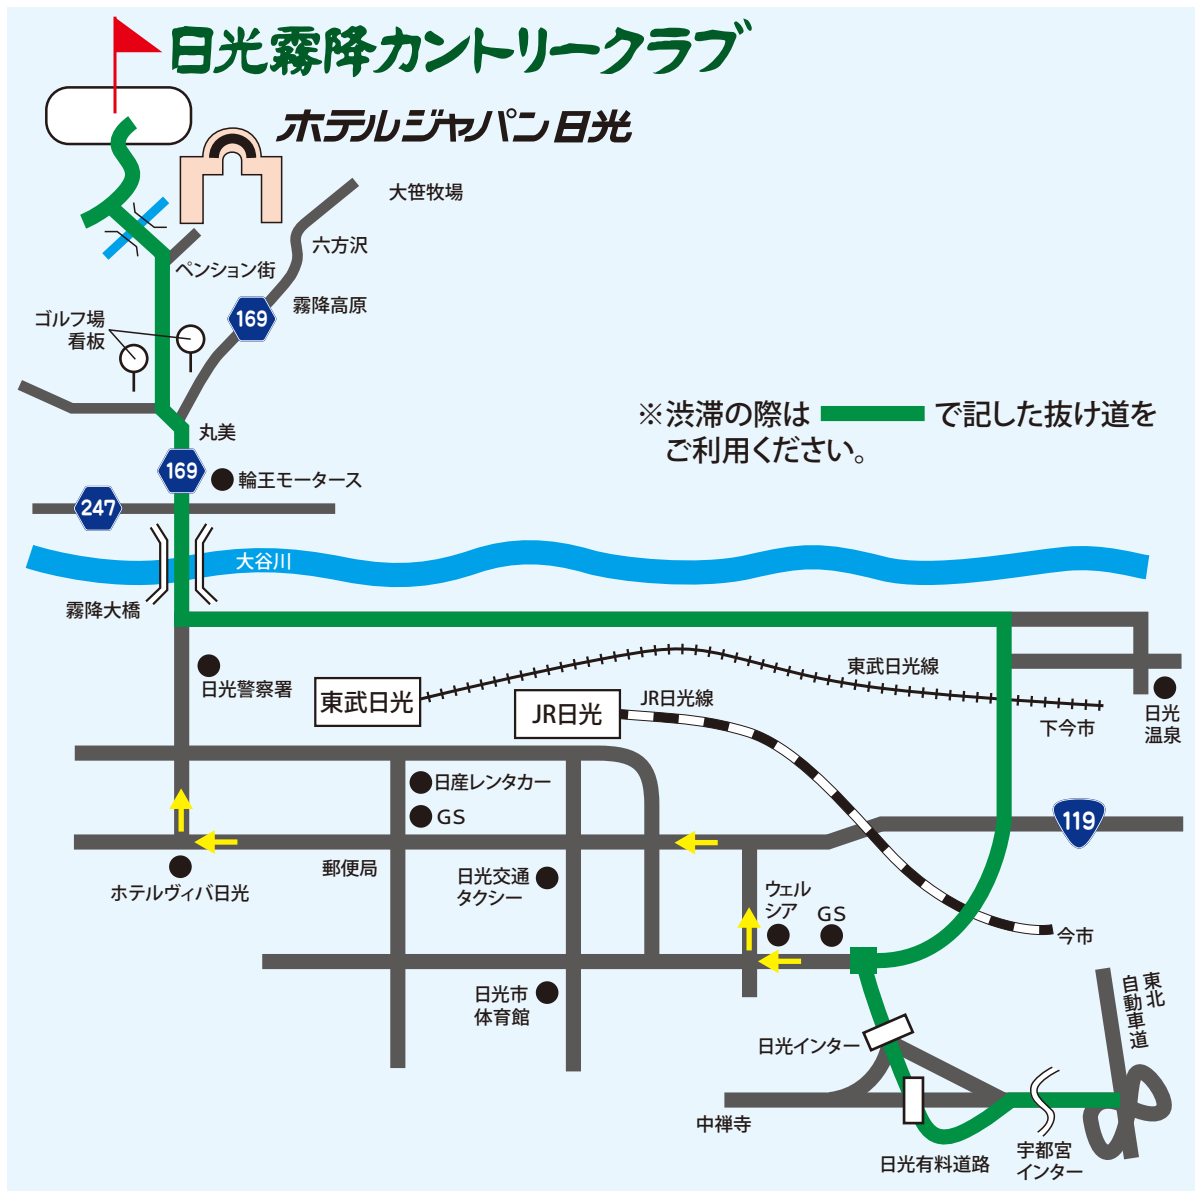 日光霧降カントリークラブ
ホテルジャパン日光
大笹牧場
六方沢
ペンション街
霧降高原
169
ゴルフ場
看板
※渋滞の際は で記した抜け道を
ご利用ください。
丸美
169
輪王モータース
247
大谷川
霧降大橋
日光警察署
東武日光
JR日光
JR日光線
東武日光線
下今市
日光
温泉
日産レンタカー
GS
119
郵便局
ホテルヴィバ日光
日光交通
タクシー
ウェル
シア
GS
今市
日光市
体育館
日光インター
東北
自動車道
中禅寺
日光有料道路
宇都宮
インター